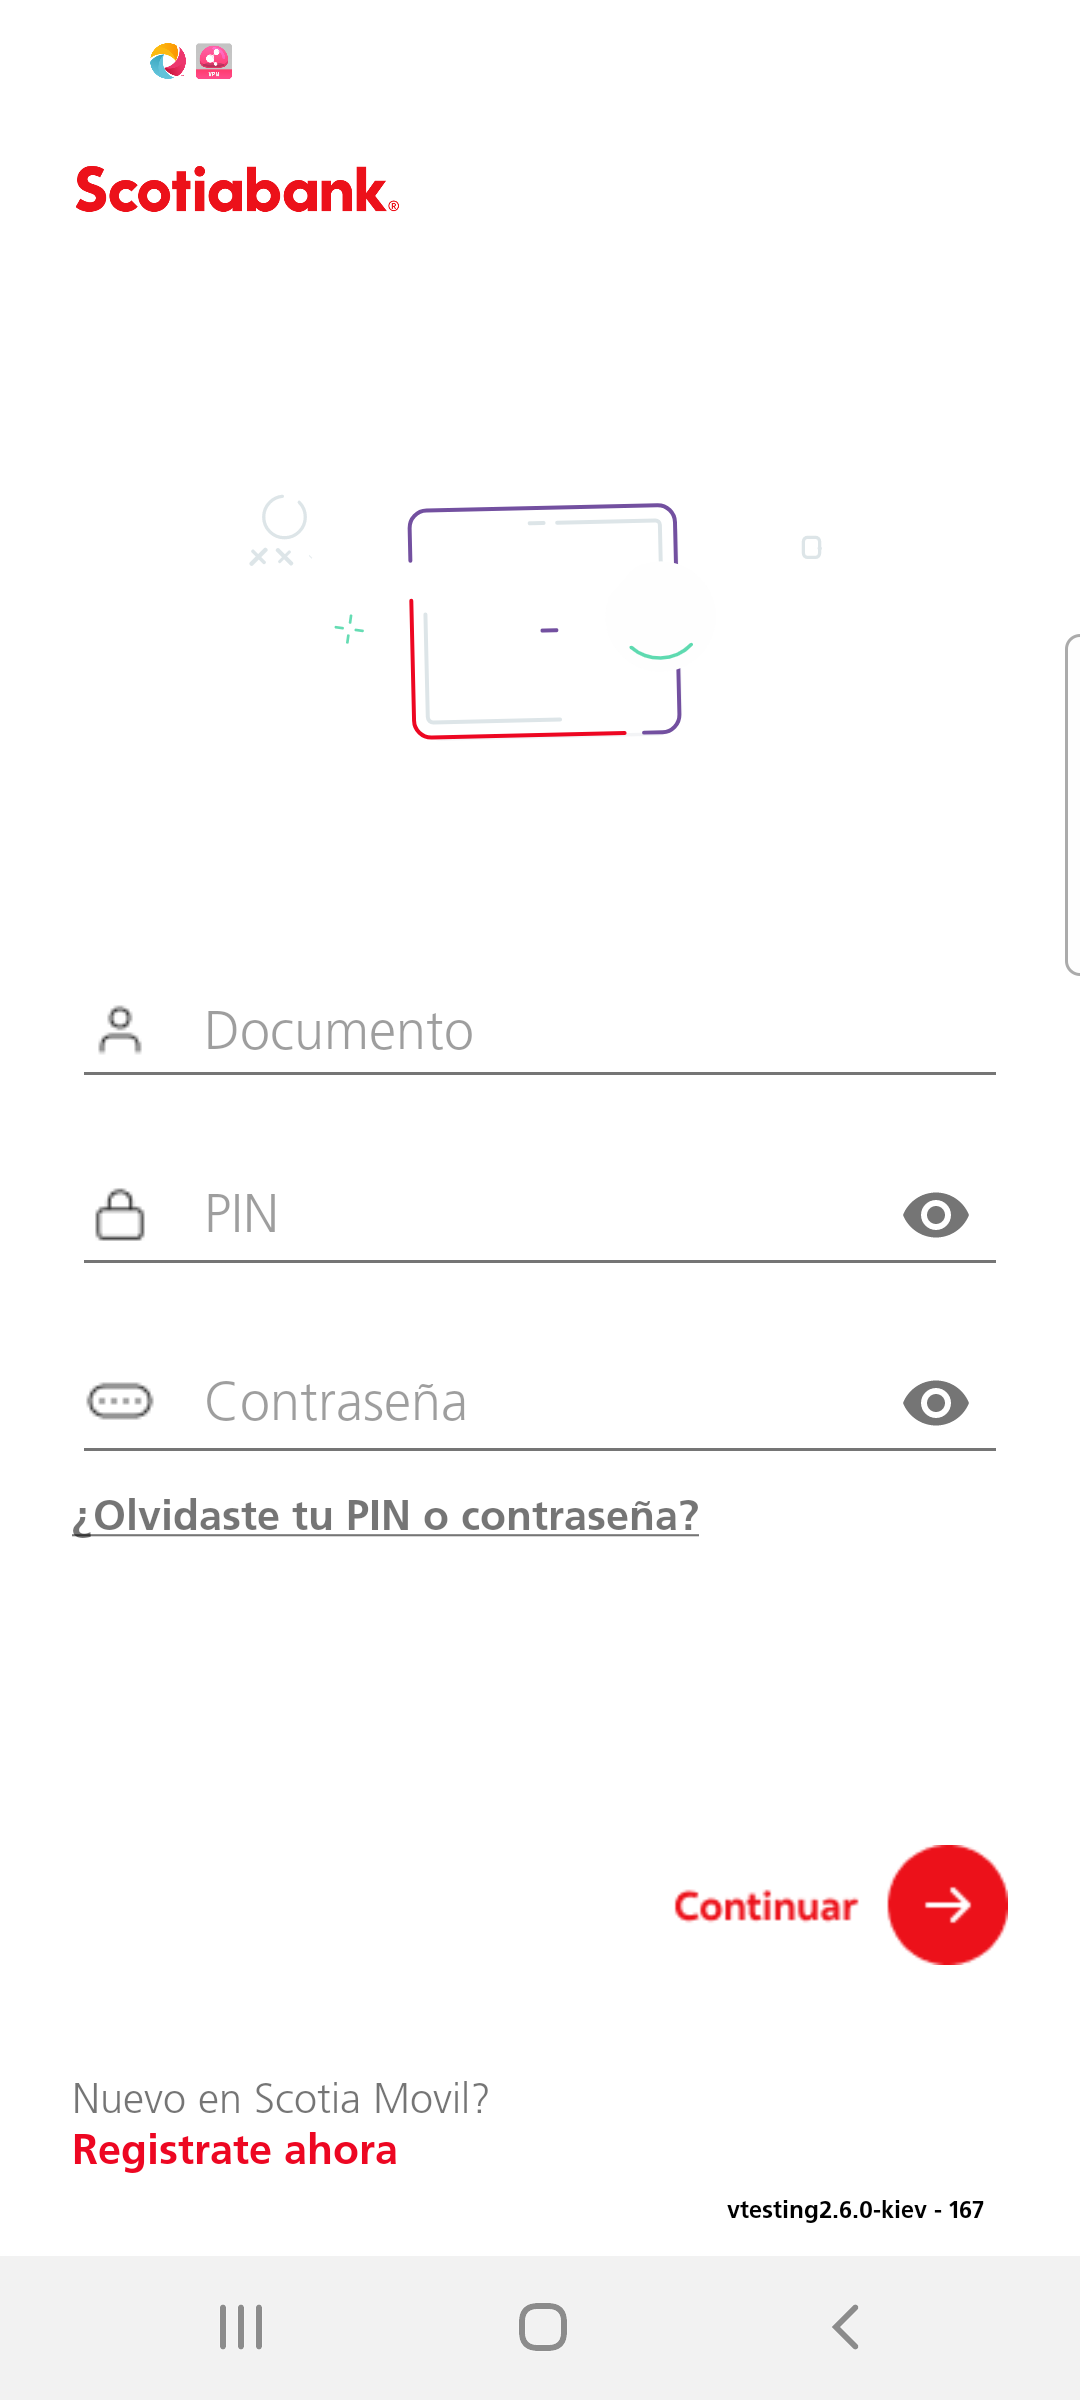 VPN
Scotiabank®
Documento
PIN
Contraseña
¿Olvidaste tu PIN o contraseña?
Continuar
Nuevo en Scotia Movil?
Registrate ahora
vtesting2.6.0-kiev - 167